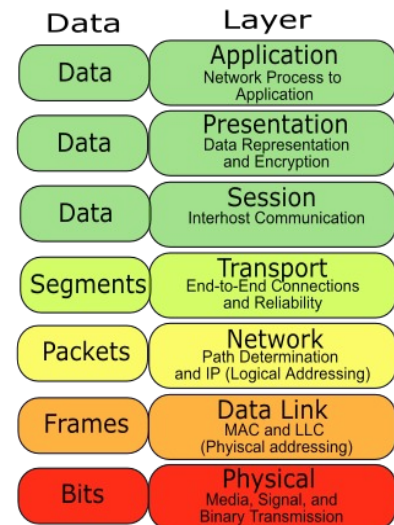 Data Layer
Data Application
Network Process to
Application
Data Presentation
Data Representation
and Encryption
Data Session
Interhost Communication
Segments Transport
End-to-End Connections
and Reliability
Packets Network
Path Determination
and IP (Logical Addressing)
Frames Data Link
MAC and LLC
(Phyiscal addressing)
Bits Physical
Media, Signal, and
Binary Transmission